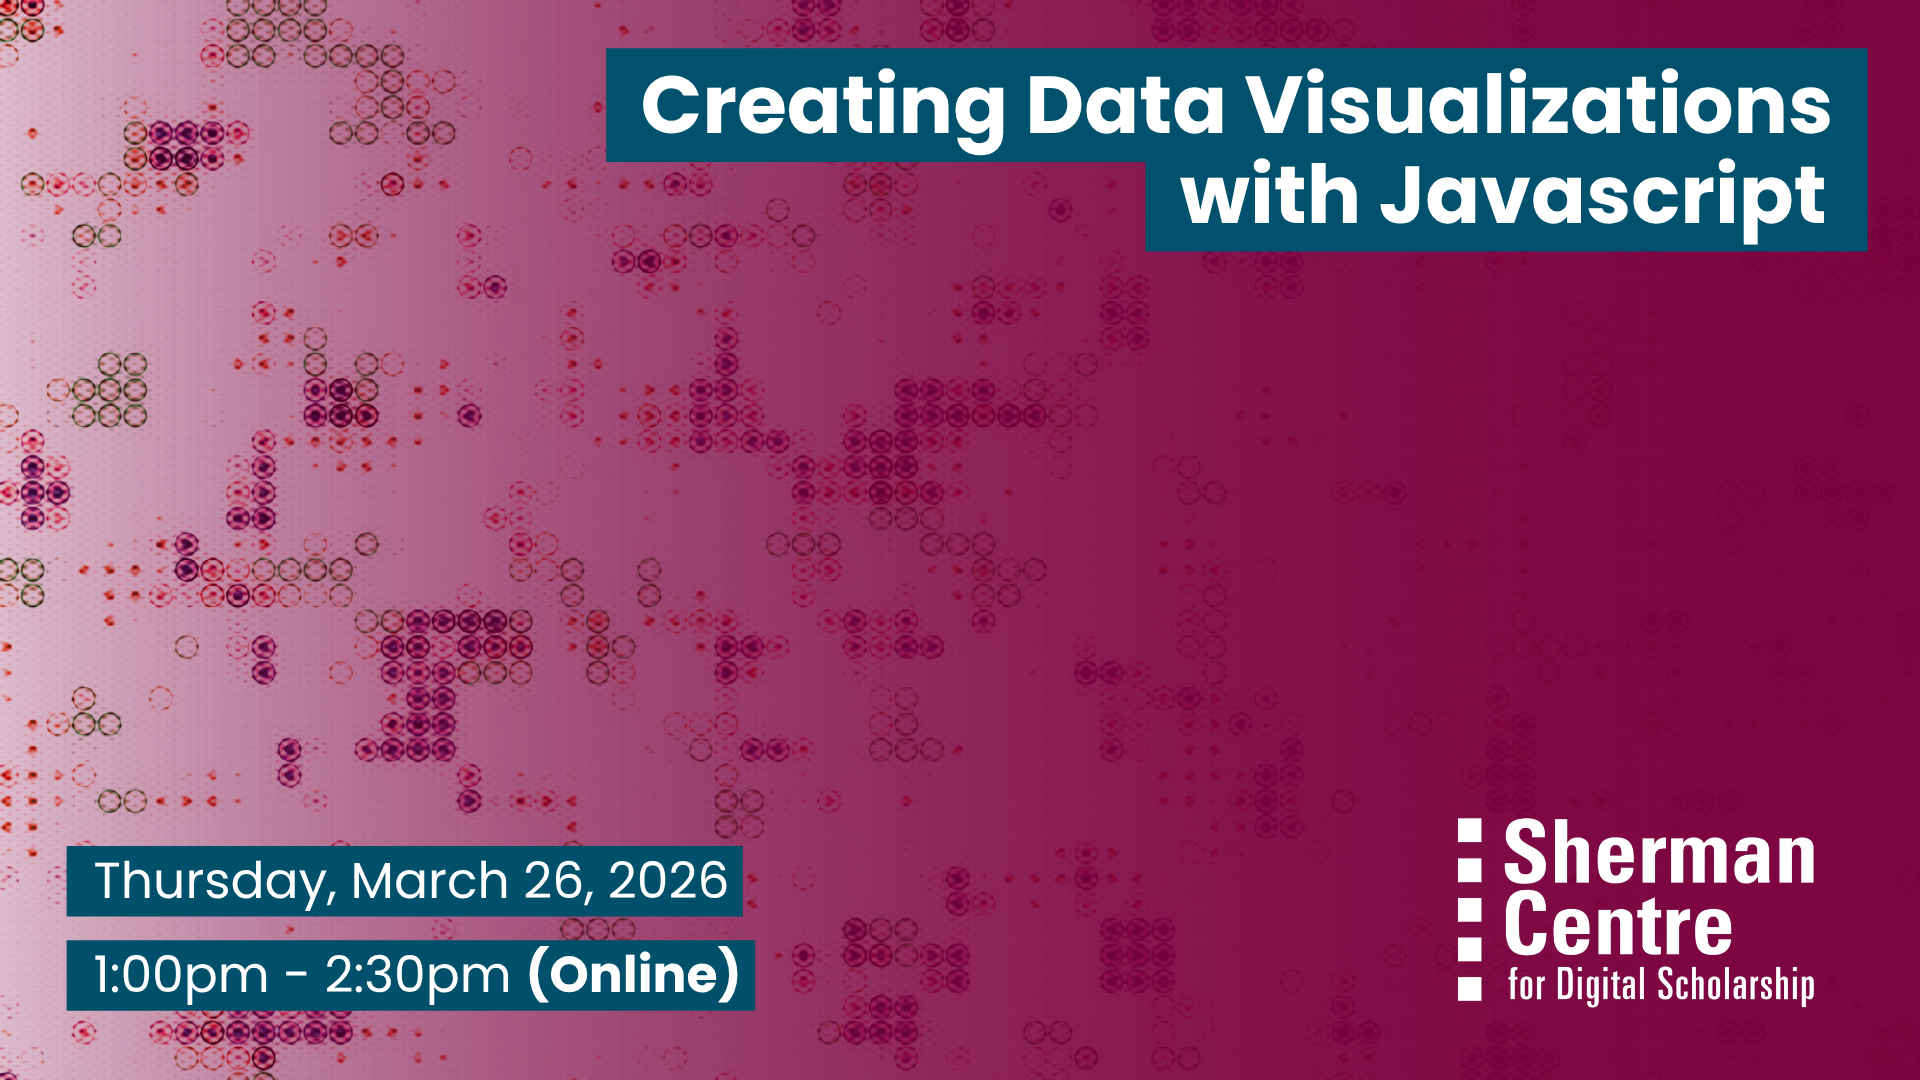 Creating Data Visualizations
with Javascript
Thursday, March 26, 2026
1:00pm - 2:30pm (Online)
Sherman
Centre
for Digital Scholarship